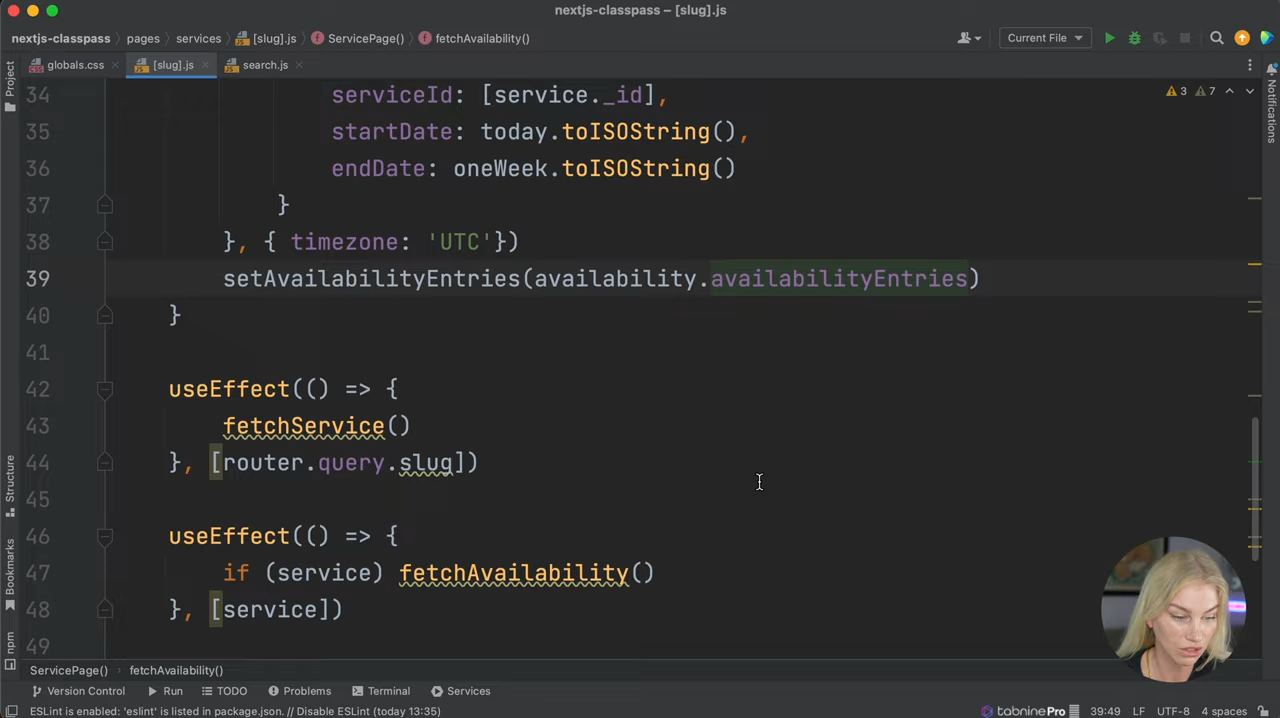 nextjs-classpass – [slug].js
nextjs-classpass pages services [slug].js ServicePage() fetchAvailability() Current File
Project globals.css [slug].js search.js
Notifications
3 7
34 serviceId: [service._id],
35 startDate: today.toISOString(),
36 endDate: oneWeek.toISOString()
37 }
38 }, { timezone: 'UTC'})
39 setAvailabilityEntries(availability.availabilityEntries)
40 }
41
42 useEffect(() => {
43 fetchService()
44 }, [router.query.slug])
45
46 useEffect(() => {
47 if (service) fetchAvailability()
48 }, [service])
49
Structure
Bookmarks
npm
ServicePage() fetchAvailability()
Version Control Run TODO Problems Terminal Services
ESLint is enabled: 'eslint' is listed in package.json. // Disable ESLint (today 13:35) tabninePro 39:49 LF UTF-8 4 spaces